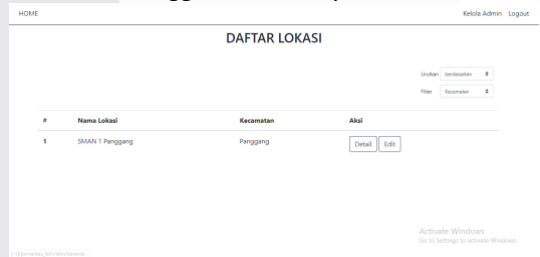 HOME Kelola Admin Logout
DAFTAR LOKASI
Urutkan berdasarkan
Filter Kecamatan
# Nama Lokasi Kecamatan Aksi
1 SMAN 1 Panggang Panggang Detail Edit
Activate Windows
Go to Settings to activate Windows.